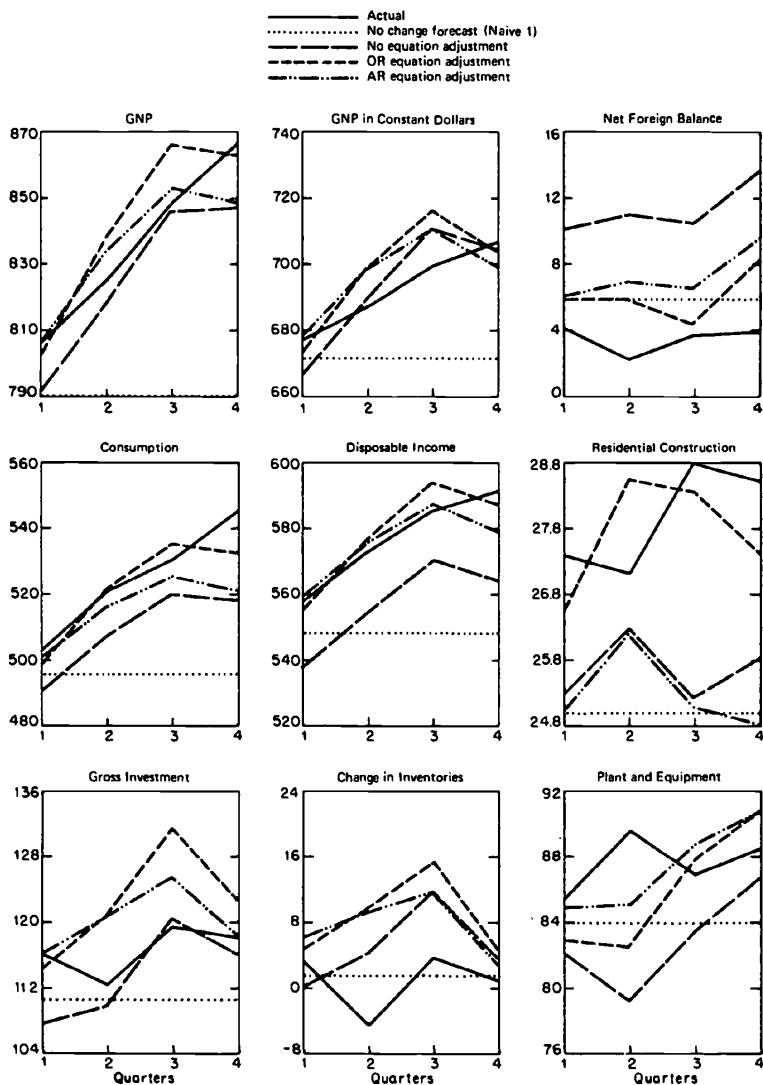 Actual
No change forecast (Naive 1)
No equation adjustment
OR equation adjustment
AR equation adjustment
GNP
870
850
830
810
790
1 2 3 4
GNP in Constant Dollars
740
720
700
680
660
1 2 3 4
Net Foreign Balance
16
12
8
4
0
1 2 3 4
Consumption
560
540
520
500
480
1 2 3 4
Disposable Income
600
580
560
540
520
1 2 3 4
Residential Construction
28.8
27.8
26.8
25.8
24.8
1 2 3 4
Gross Investment
136
128
120
112
104
1 2 3 4
Quarters
Change in Inventories
24
16
8
0
-8
1 2 3 4
Quarters
Plant and Equipment
92
88
84
80
76
1 2 3 4
Quarters